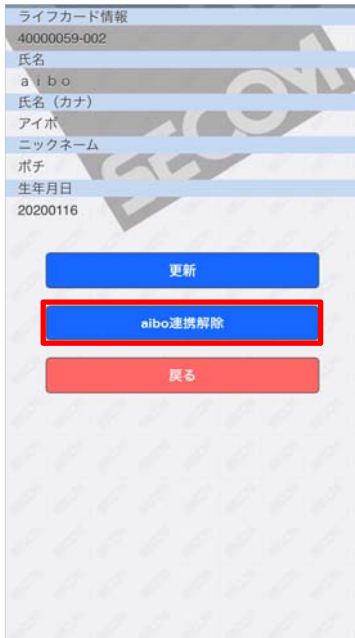 ライフカード情報
40000059-002
氏名
ａｉｂｏ
氏名（カナ）
アイボ
ニックネーム
ポチ
生年月日
20200116
SECOM
更新
aibo連携解除
戻る